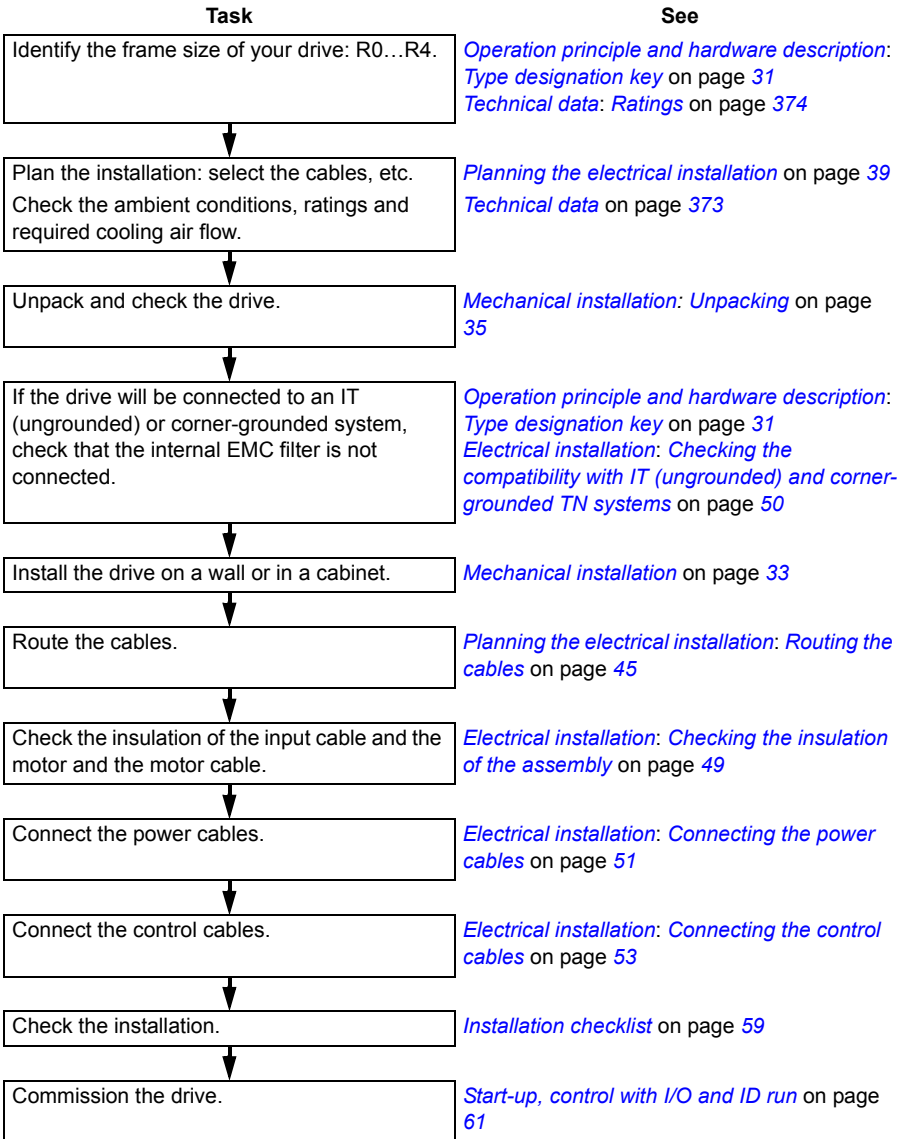 Task
See
Identify the frame size of your drive: R0…R4.
Operation principle and hardware description:
Type designation key on page 31
Technical data: Ratings on page 374
Plan the installation: select the cables, etc.
Check the ambient conditions, ratings and
required cooling air flow.
Planning the electrical installation on page 39
Technical data on page 373
Unpack and check the drive.
Mechanical installation: Unpacking on page
35
If the drive will be connected to an IT
(ungrounded) or corner-grounded system,
check that the internal EMC filter is not
connected.
Operation principle and hardware description:
Type designation key on page 31
Electrical installation: Checking the
compatibility with IT (ungrounded) and corner-
grounded TN systems on page 50
Install the drive on a wall or in a cabinet.
Mechanical installation on page 33
Route the cables.
Planning the electrical installation: Routing the
cables on page 45
Check the insulation of the input cable and the
motor and the motor cable.
Electrical installation: Checking the insulation
of the assembly on page 49
Connect the power cables.
Electrical installation: Connecting the power
cables on page 51
Connect the control cables.
Electrical installation: Connecting the control
cables on page 53
Check the installation.
Installation checklist on page 59
Commission the drive.
Start-up, control with I/O and ID run on page
61